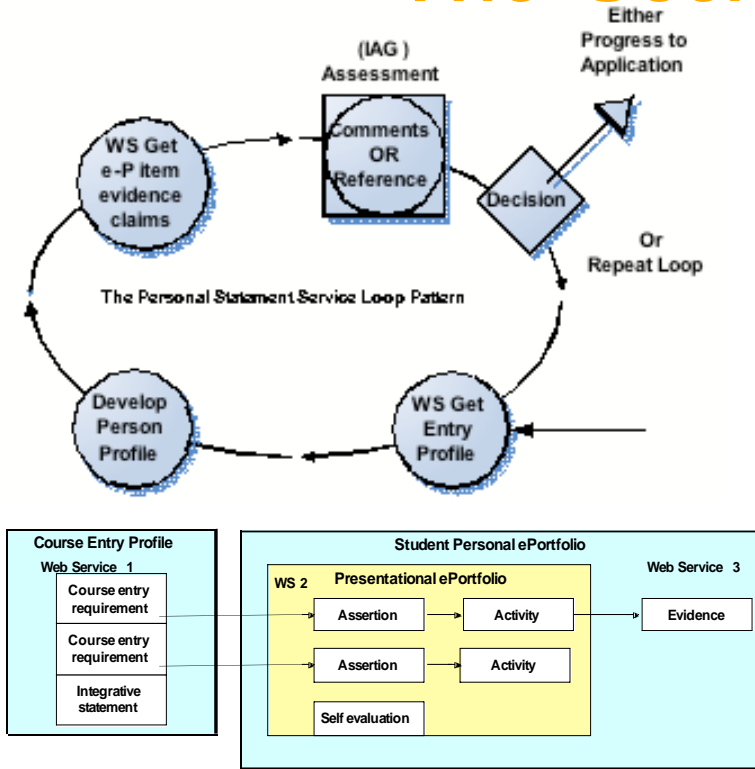 Either
Progress to
Application
(IAG )
Assessment
Comments
OR
Reference
WS Get
e-P item
evidence
claims
Decision
Or
Repeat Loop
The Personal Statement Service Loop Pattern
Develop
Person
Profile
WS Get
Entry
Profile
Course Entry Profile
Web Service 1
Course entry
requirement
Course entry
requirement
Integrative
statement
Student Personal ePortfolio
WS 2
Presentational ePortfolio
Web Service 3
Assertion
Activity
Evidence
Assertion
Activity
Self evaluation